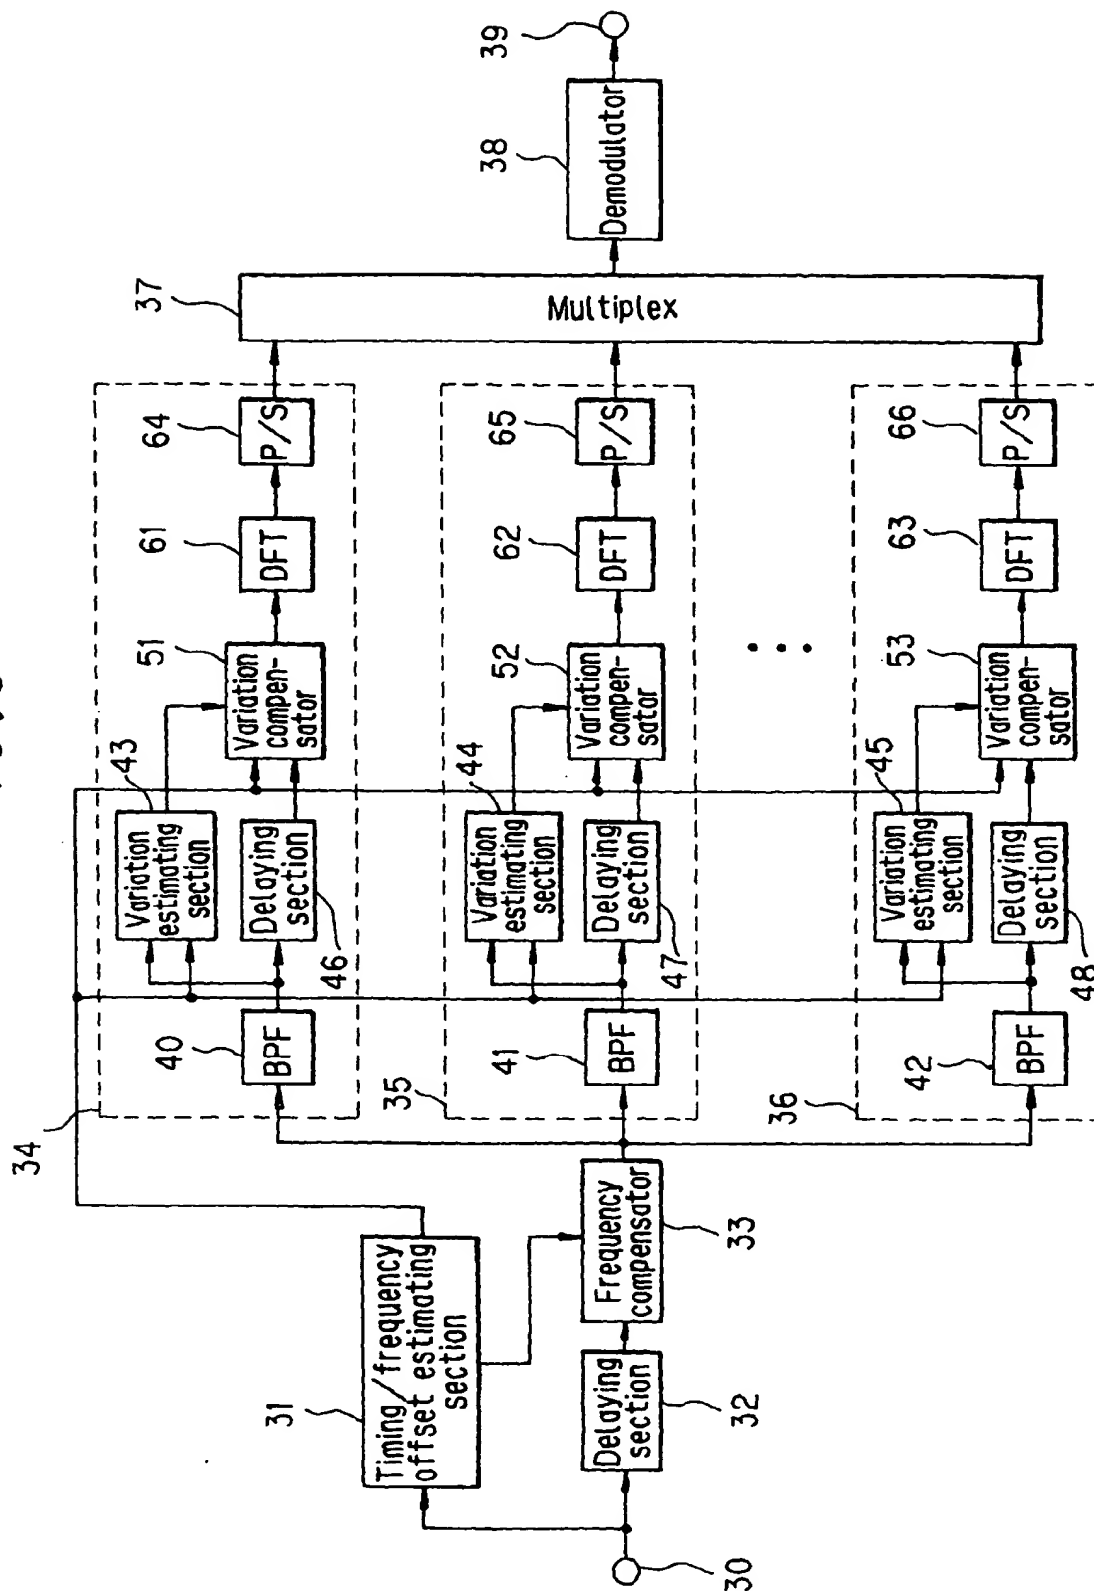 30
31
Timing/frequency
offset estimating
section
Delaying
section
32
Frequency
compensator
33
34
40
BPF
43
Variation
estimating
section
Delaying
section
46
51
Variation
compen-
sator
61
DFT
64
P/S
35
41
BPF
44
Variation
estimating
section
Delaying
section
47
52
Variation
compen-
sator
62
DFT
65
P/S
36
42
BPF
45
Variation
estimating
section
Delaying
section
48
53
Variation
compen-
sator
63
DFT
66
P/S
37
Multiplex
38
Demodulator
39